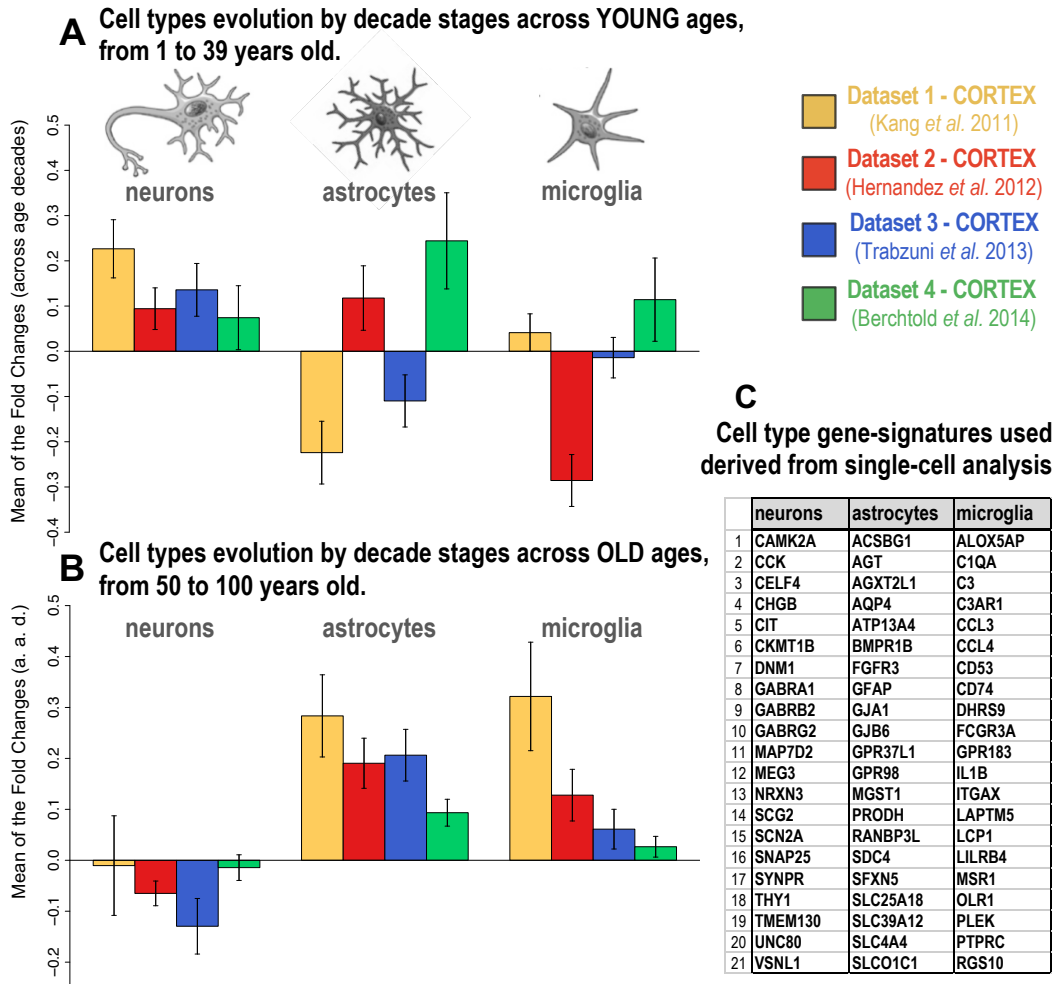 A Cell types evolution by decade stages across YOUNG ages,
from 1 to 39 years old.
Mean of the Fold Changes (across age decades)
0.5
0.4
0.3
0.2
0.1
0.0
−0.1
−0.2
−0.3
−0.4
neurons astrocytes microglia
Dataset 1 - CORTEX
(Kang et al. 2011)
Dataset 2 - CORTEX
(Hernandez et al. 2012)
Dataset 3 - CORTEX
(Trabzuni et al. 2013)
Dataset 4 - CORTEX
(Berchtold et al. 2014)
B Cell types evolution by decade stages across OLD ages,
from 50 to 100 years old.
Mean of the Fold Changes (a. a. d.)
0.5
0.4
0.3
0.2
0.1
0.0
−0.1
−0.2
neurons astrocytes microglia
C
Cell type gene-signatures used
derived from single-cell analysis
neurons astrocytes microglia
1 CAMK2A ACSBG1 ALOX5AP
2 CCK AGT C1QA
3 CELF4 AGXT2L1 C3
4 CHGB AQP4 C3AR1
5 CIT ATP13A4 CCL3
6 CKMT1B BMPR1B CCL4
7 DNM1 FGFR3 CD53
8 GABRA1 GFAP CD74
9 GABRB2 GJA1 DHRS9
10 GABRG2 GJB6 FCGR3A
11 MAP7D2 GPR37L1 GPR183
12 MEG3 GPR98 IL1B
13 NRXN3 MGST1 ITGAX
14 SCG2 PRODH LAPTM5
15 SCN2A RANBP3L LCP1
16 SNAP25 SDC4 LILRB4
17 SYNPR SFXN5 MSR1
18 THY1 SLC25A18 OLR1
19 TMEM130 SLC39A12 PLEK
20 UNC80 SLC4A4 PTPRC
21 VSNL1 SLCO1C1 RGS10